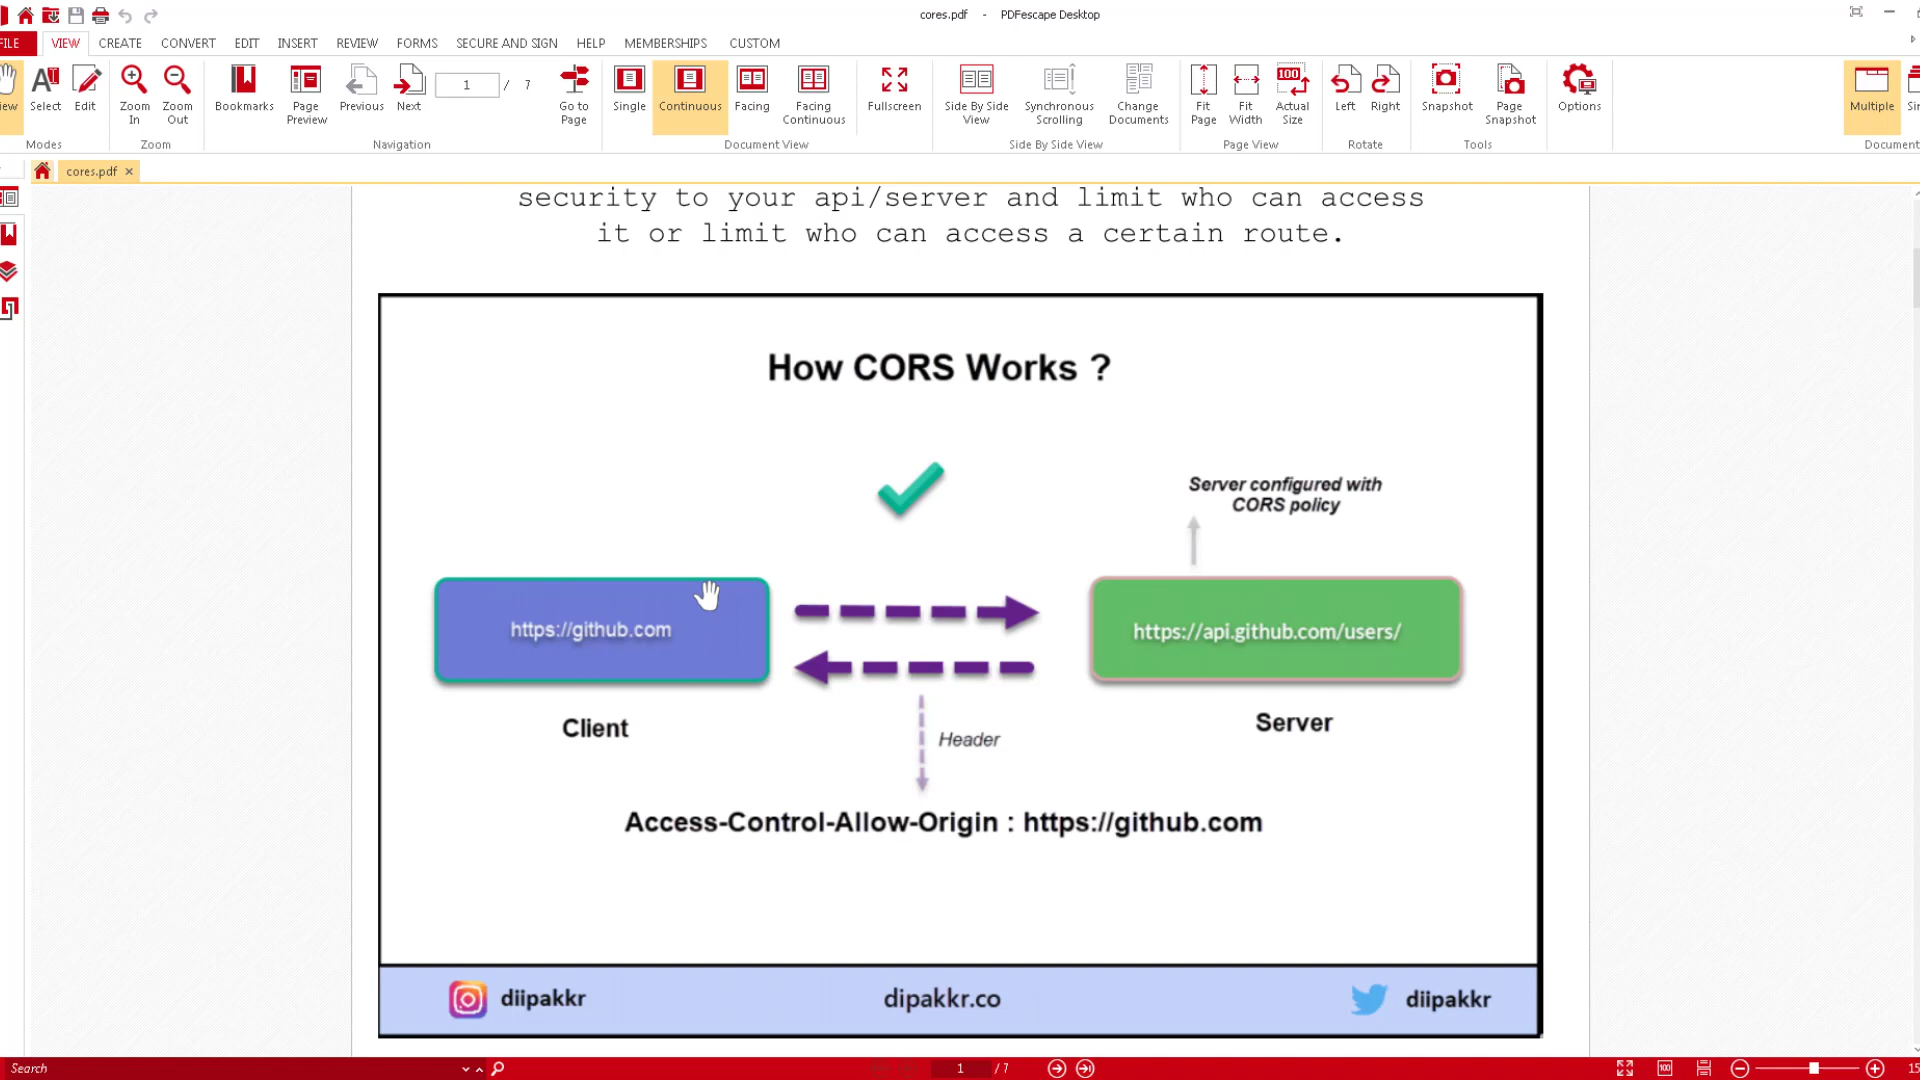 cores.pdf - PDFescape Desktop
FILE VIEW CREATE CONVERT EDIT INSERT REVIEW FORMS SECURE AND SIGN HELP MEMBERSHIPS CUSTOM
Select Edit Zoom In Zoom Out Bookmarks Page Preview Previous Next 1 / 7 Go to Page Single Continuous Facing Facing Continuous Fullscreen Side By Side View Synchronous Scrolling Change Documents Fit Page Fit Width Actual Size Left Right Snapshot Page Snapshot Options Multiple
Modes Zoom Navigation Document View Side By Side View Page View Rotate Tools Document
cores.pdf
security to your api/server and limit who can access
it or limit who can access a certain route.
How CORS Works ?
Server configured with
CORS policy
https://github.com
https://api.github.com/users/
Client
Server
Header
Access-Control-Allow-Origin : https://github.com
diipakkr
dipakkr.co
diipakkr
Search 1 / 7